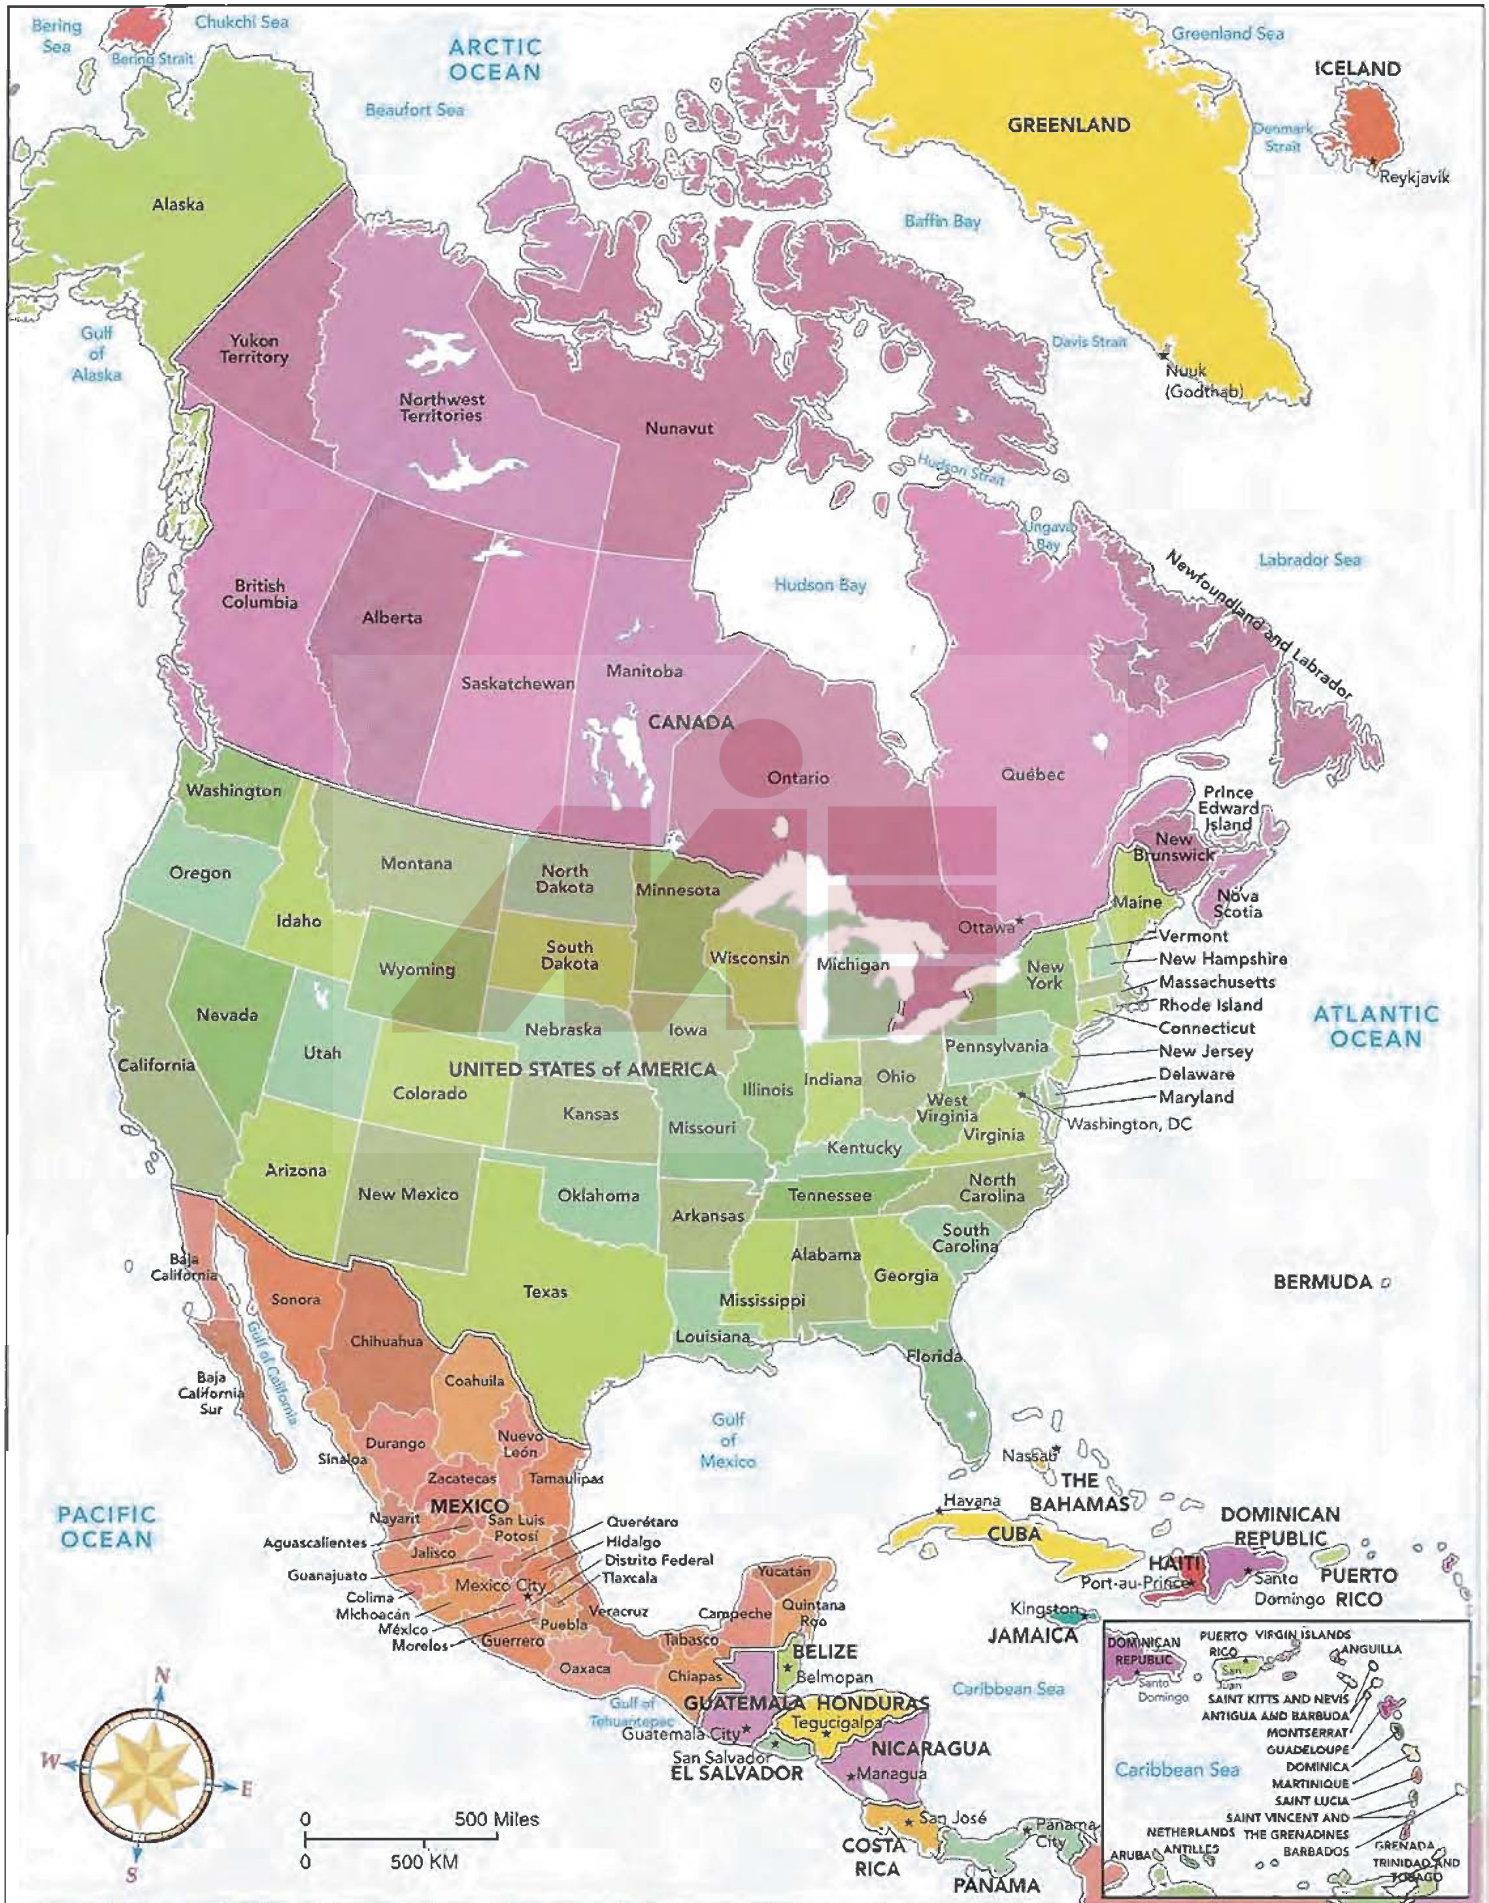 Bering
Sea
Chukchi Sea
Bering Strait
ARCTIC
OCEAN
Beaufort Sea
Greenland Sea
ICELAND
GREENLAND
Denmark
Strait
Reykjavik
Alaska
Baffin Bay
Gulf
of
Alaska
Yukon
Territory
Davis Strait
Nuuk
(Godthab)
Northwest
Territories
Nunavut
Hudson Strait
Ungava
Bay
Labrador Sea
Newfoundland and Labrador
Hudson Bay
British
Columbia
Alberta
Saskatchewan
Manitoba
CANADA
Ontario
Québec
Prince
Edward
Island
New
Brunswick
Nova
Scotia
Ottawa
Washington
Oregon
Idaho
Montana
North
Dakota
Minnesota
Maine
Wyoming
South
Dakota
Wisconsin
Michigan
New
York
Vermont
New Hampshire
Massachusetts
Rhode Island
Connecticut
New Jersey
Delaware
Maryland
Washington, DC
ATLANTIC
OCEAN
Nevada
Utah
California
Nebraska
Iowa
UNITED STATES of AMERICA
Colorado
Kansas
Missouri
Illinois
Indiana
Ohio
Pennsylvania
West
Virginia
Virginia
Kentucky
Arizona
New Mexico
Oklahoma
Arkansas
Tennessee
North
Carolina
South
Carolina
Alabama
Georgia
Mississippi
Texas
Louisiana
Florida
BERMUDA
Baja
California
Sonora
Chihuahua
Gulf of California
Baja
California
Sur
Coahuila
Durango
Nuevo
León
Sinaloa
Zacatecas
Tamaulipas
MEXICO
Nayarit
San Luis
Potosí
Aguascalientes
Jalisco
Guanajuato
Colima
Michoacán
México
Morelos
Querétaro
Hidalgo
Distrito Federal
Tlaxcala
Mexico City
Veracruz
Puebla
Guerrero
Oaxaca
Tabasco
Chiapas
Campeche
Yucatán
Quintana
Roo
Gulf
of
Mexico
PACIFIC
OCEAN
Nassau
THE
BAHAMAS
Havana
CUBA
DOMINICAN
REPUBLIC
HAITI
Port-au-Prince
Santo
Domingo
PUERTO
RICO
Kingston
JAMAICA
BELIZE
Belmopan
Caribbean Sea
GUATEMALA
HONDURAS
Gulf of
Tehuantepec
Guatemala City
Tegucigalpa
San Salvador
EL SALVADOR
NICARAGUA
Managua
San José
COSTA
RICA
Panama
City
PANAMA
N
W
E
S
0
500 Miles
0
500 KM
DOMINICAN
REPUBLIC
Santo
Domingo
PUERTO
RICO
San
Juan
VIRGIN ISLANDS
ANGUILLA
SAINT KITTS AND NEVIS
ANTIGUA AND BARBUDA
MONTSERRAT
GUADELOUPE
DOMINICA
MARTINIQUE
SAINT LUCIA
SAINT VINCENT AND
THE GRENADINES
BARBADOS
Caribbean Sea
NETHERLANDS
ANTILLES
ARUBA
GRENADA
TRINIDAD AND
TOBAGO